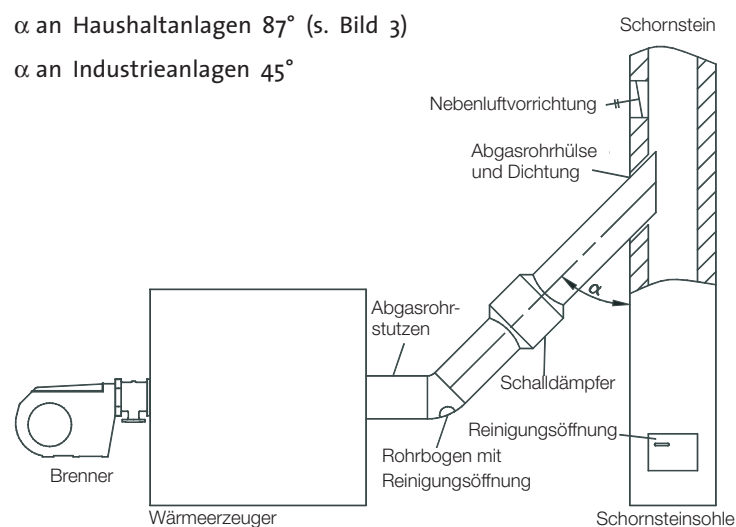 α an Haushaltanlagen 87° (s. Bild 3)
α an Industrieanlagen 45°
Schornstein
Nebenluftvorrichtung
Abgasrohrhülse
und Dichtung
α
Abgasrohr-
stutzen
Schalldämpfer
Reinigungsöffnung
Rohrbogen mit
Reinigungsöffnung
Brenner
Wärmeerzeuger
Schornsteinsohle